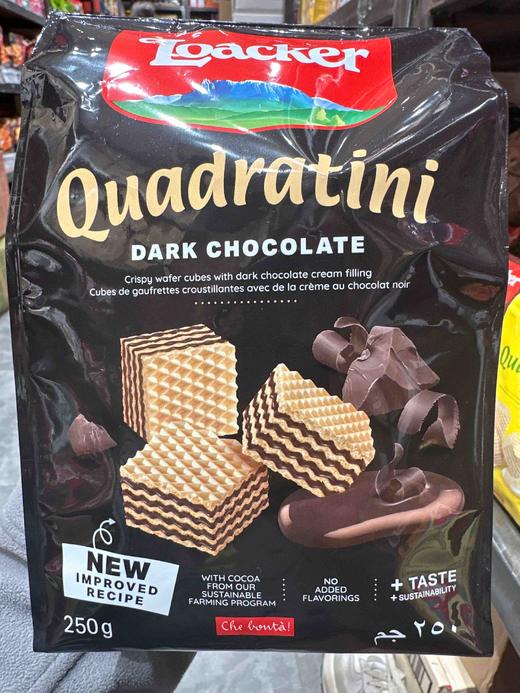 Loacker
Quadratini
DARK CHOCOLATE
Crispy wafer cubes with dark chocolate cream filling
Cubes de gaufrettes croustillantes avec de la crème au chocolat noir
NEW
IMPROVED
RECIPE
WITH COCOA
FROM OUR
SUSTAINABLE
FARMING PROGRAM
NO
ADDED
FLAVORINGS
+ TASTE
+ SUSTAINABILITY
250g
Che bontà!
٢٥٠ جم